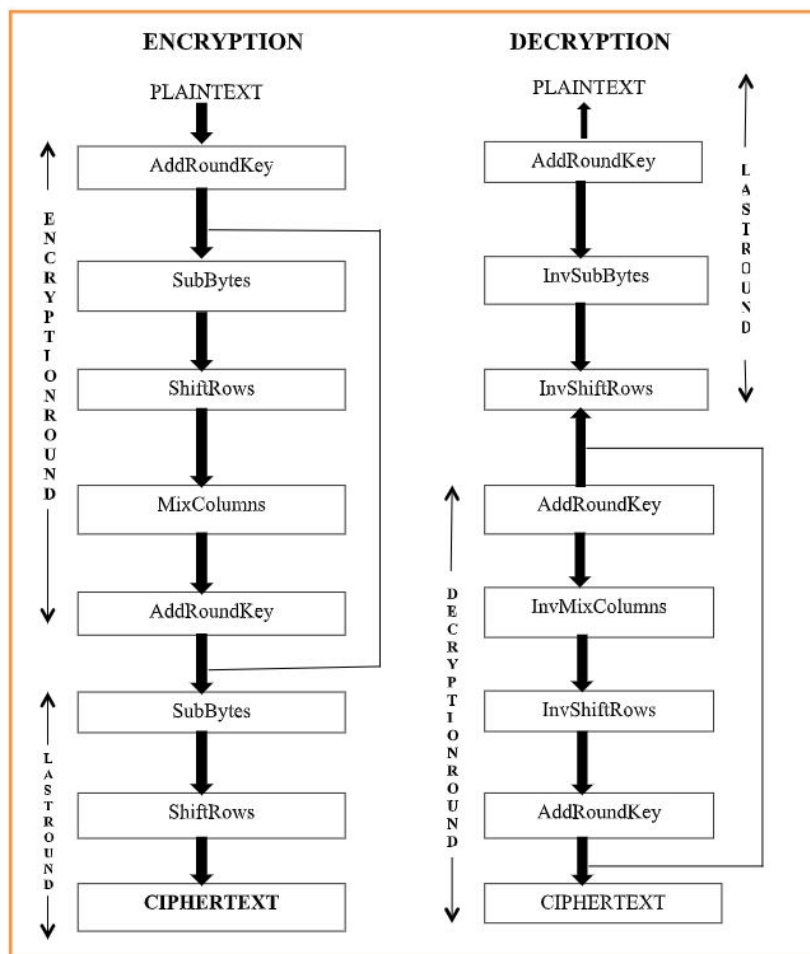 ENCRYPTION
PLAINTEXT
AddRoundKey
SubBytes
ShiftRows
MixColumns
AddRoundKey
SubBytes
ShiftRows
CIPHERTEXT
ENCRYPTIONROUND
LASTROUND
DECRYPTION
PLAINTEXT
AddRoundKey
InvSubBytes
InvShiftRows
AddRoundKey
InvMixColumns
InvShiftRows
AddRoundKey
CIPHERTEXT
LASTROUND
DECRYPTIONROUND